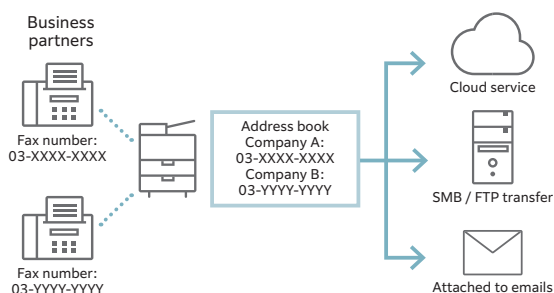 Business
partners
Fax number:
03-XXXX-XXXX
Fax number:
03-YYYY-YYYY
Address book
Company A:
03-XXXX-XXXX
Company B:
03-YYYY-YYYY
Cloud service
SMB / FTP transfer
Attached to emails